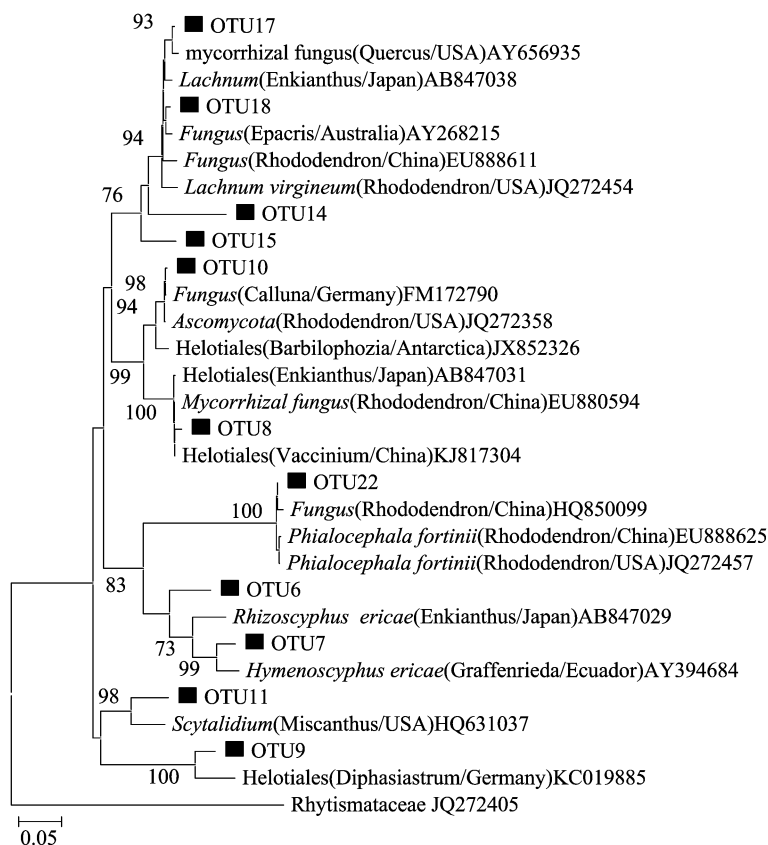 93
OTU17
mycorrhizal fungus(Quercus/USA)AY656935
Lachnum(Enkianthus/Japan)AB847038
OTU18
94
Fungus(Epacris/Australia)AY268215
Fungus(Rhododendron/China)EU888611
76
Lachnum virgineum(Rhododendron/USA)JQ272454
OTU14
OTU15
OTU10
98
Fungus(Calluna/Germany)FM172790
94
Ascomycota(Rhododendron/USA)JQ272358
Helotiales(Barbilophozia/Antarctica)JX852326
99
Helotiales(Enkianthus/Japan)AB847031
Mycorrhizal fungus(Rhododendron/China)EU880594
100
OTU8
Helotiales(Vaccinium/China)KJ817304
OTU22
100
Fungus(Rhododendron/China)HQ850099
Phialocephala fortinii(Rhododendron/China)EU888625
Phialocephala fortinii(Rhododendron/USA)JQ272457
83
OTU6
Rhizoscyphus ericae(Enkianthus/Japan)AB847029
73
OTU7
99
Hymenoscyphus ericae(Graffenrieda/Ecuador)AY394684
98
OTU11
Scytalidium(Miscanthus/USA)HQ631037
OTU9
100
Helotiales(Diphasiastrum/Germany)KC019885
Rhytismataceae JQ272405
0.05